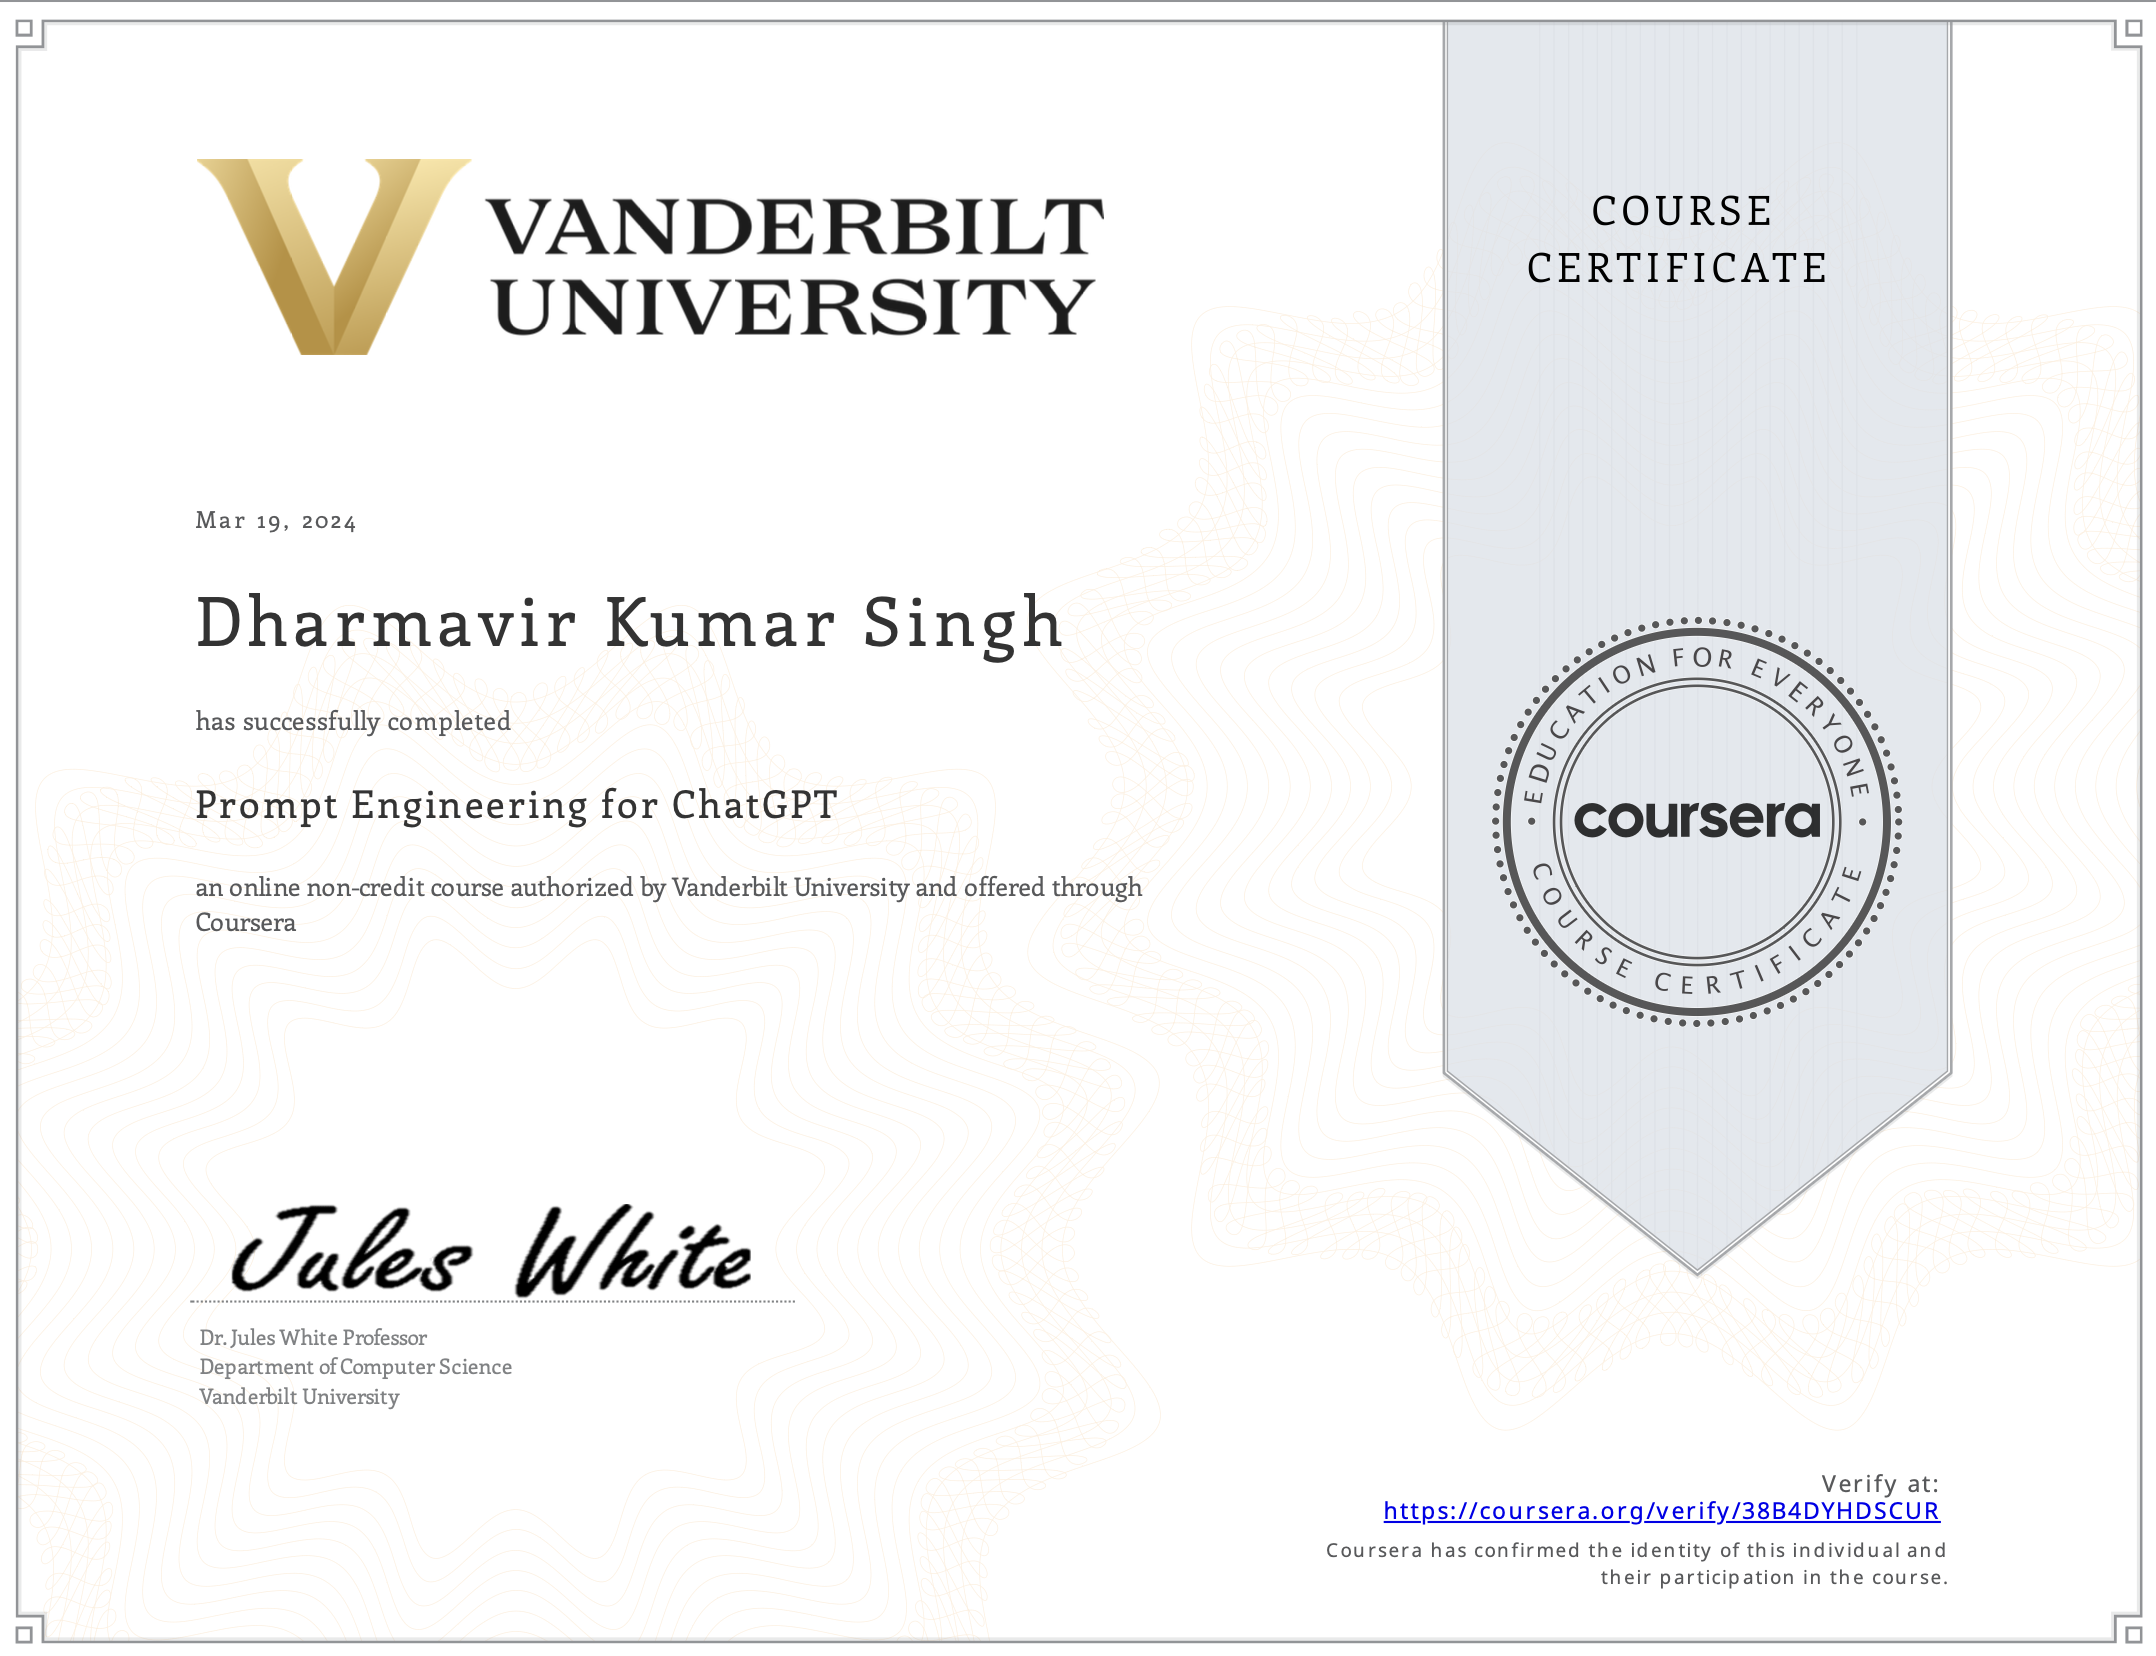 VANDERBILT
UNIVERSITY
COURSE
CERTIFICATE
Mar 19, 2024
Dharmavir Kumar Singh
has successfully completed
Prompt Engineering for ChatGPT
an online non-credit course authorized by Vanderbilt University and offered through
Coursera
EDUCATION FOR EVERYONE
coursera
COURSE CERTIFICATE
Jules White
Dr. Jules White Professor
Department of Computer Science
Vanderbilt University
Verify at:
https://coursera.org/verify/38B4DYHDSCUR
Coursera has confirmed the identity of this individual and
their participation in the course.